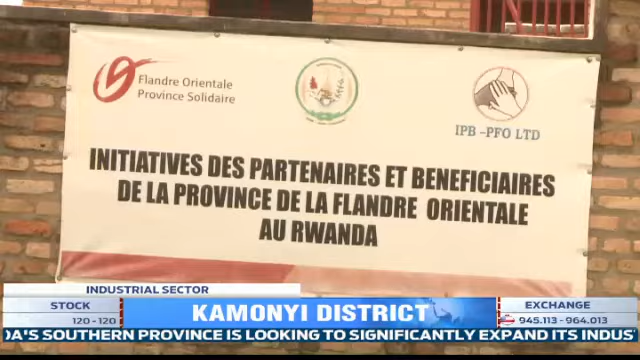 Flandre Orientale
Province Solidaire
IPB -PFO LTD
INITIATIVES DES PARTENAIRES ET BENEFICIAIRES
DE LA PROVINCE DE LA FLANDRE ORIENTALE
AU RWANDA
INDUSTRIAL SECTOR
STOCK
120 - 120
KAMONYI DISTRICT
EXCHANGE
945.113 - 964.013
DA'S SOUTHERN PROVINCE IS LOOKING TO SIGNIFICANTLY EXPAND ITS INDUS